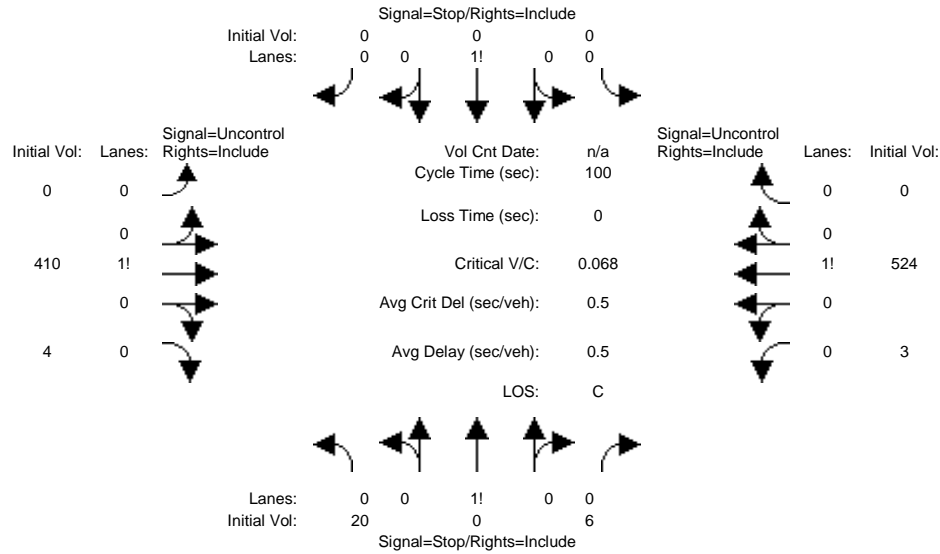 Signal=Stop/Rights=Include
Initial Vol: 0 0 0
Lanes: 0 0 1! 0 0
Signal=Uncontrol
Initial Vol: Lanes: Rights=Include
Vol Cnt Date: n/a
Signal=Uncontrol
Rights=Include Lanes: Initial Vol:
Cycle Time (sec): 100
0 0
0 0
Loss Time (sec): 0
0
0
410 1!
Critical V/C: 0.068
1! 524
0
Avg Crit Del (sec/veh): 0.5
0
4 0
Avg Delay (sec/veh): 0.5
0 3
LOS: C
Lanes: 0 0 1! 0 0
Initial Vol: 20 0 6
Signal=Stop/Rights=Include